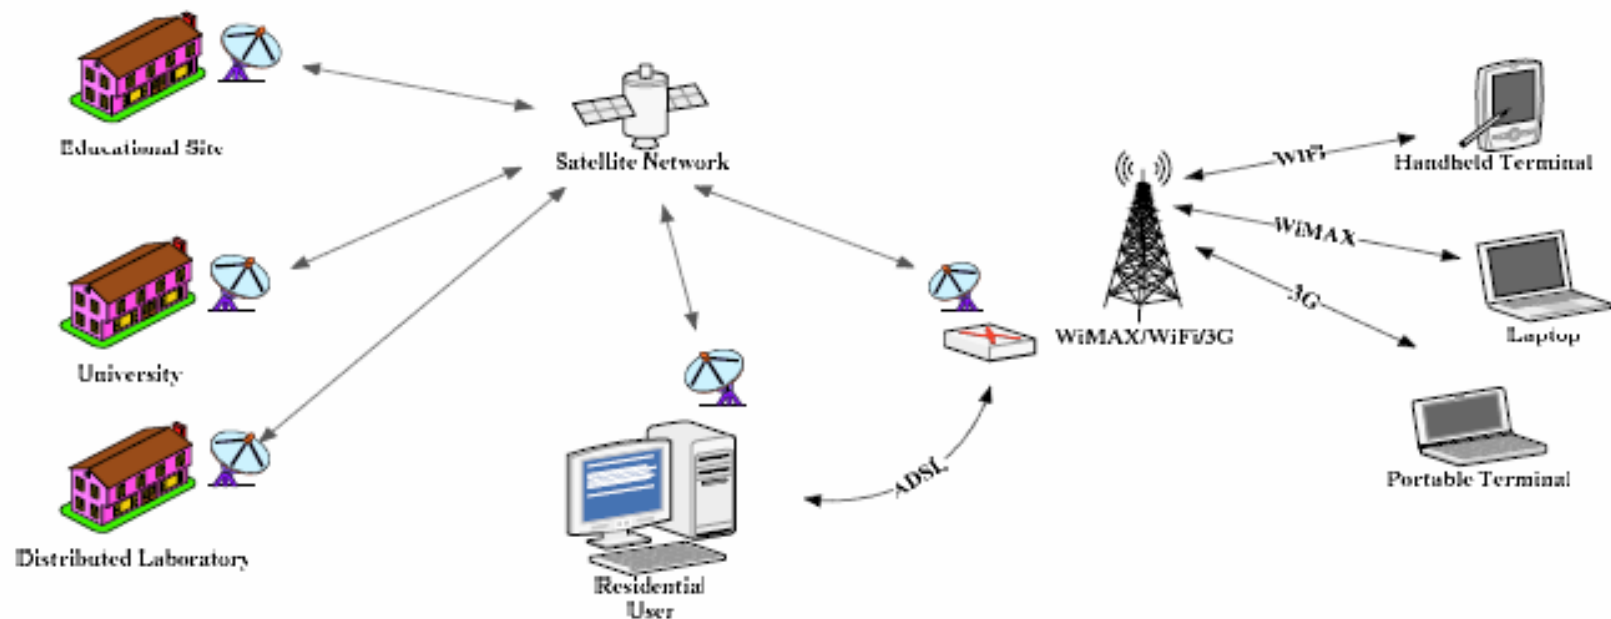 Educational Site
Satellite Network
WiFi
Handheld Terminal
WiMAX
3G
WiMAX/WiFi/3G
Laptop
University
ADSL
Portable Terminal
Distributed Laboratory
Residential
User